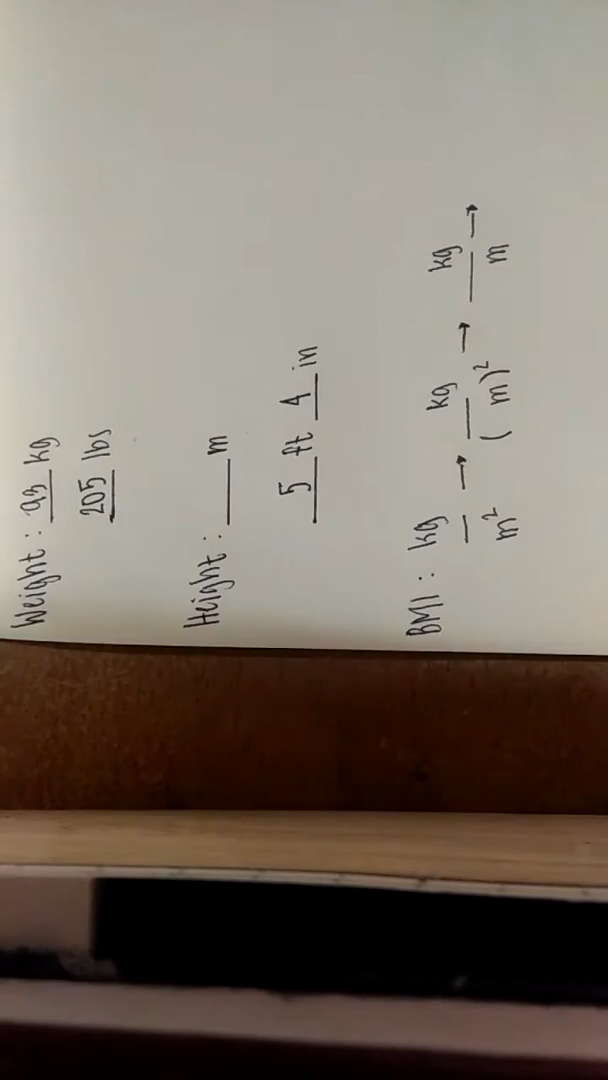 Weight : 93 kg
205 lbs
Height : ___ m
5 ft 4 in
BMI : kg/m² → kg/( m)² → kg/m →